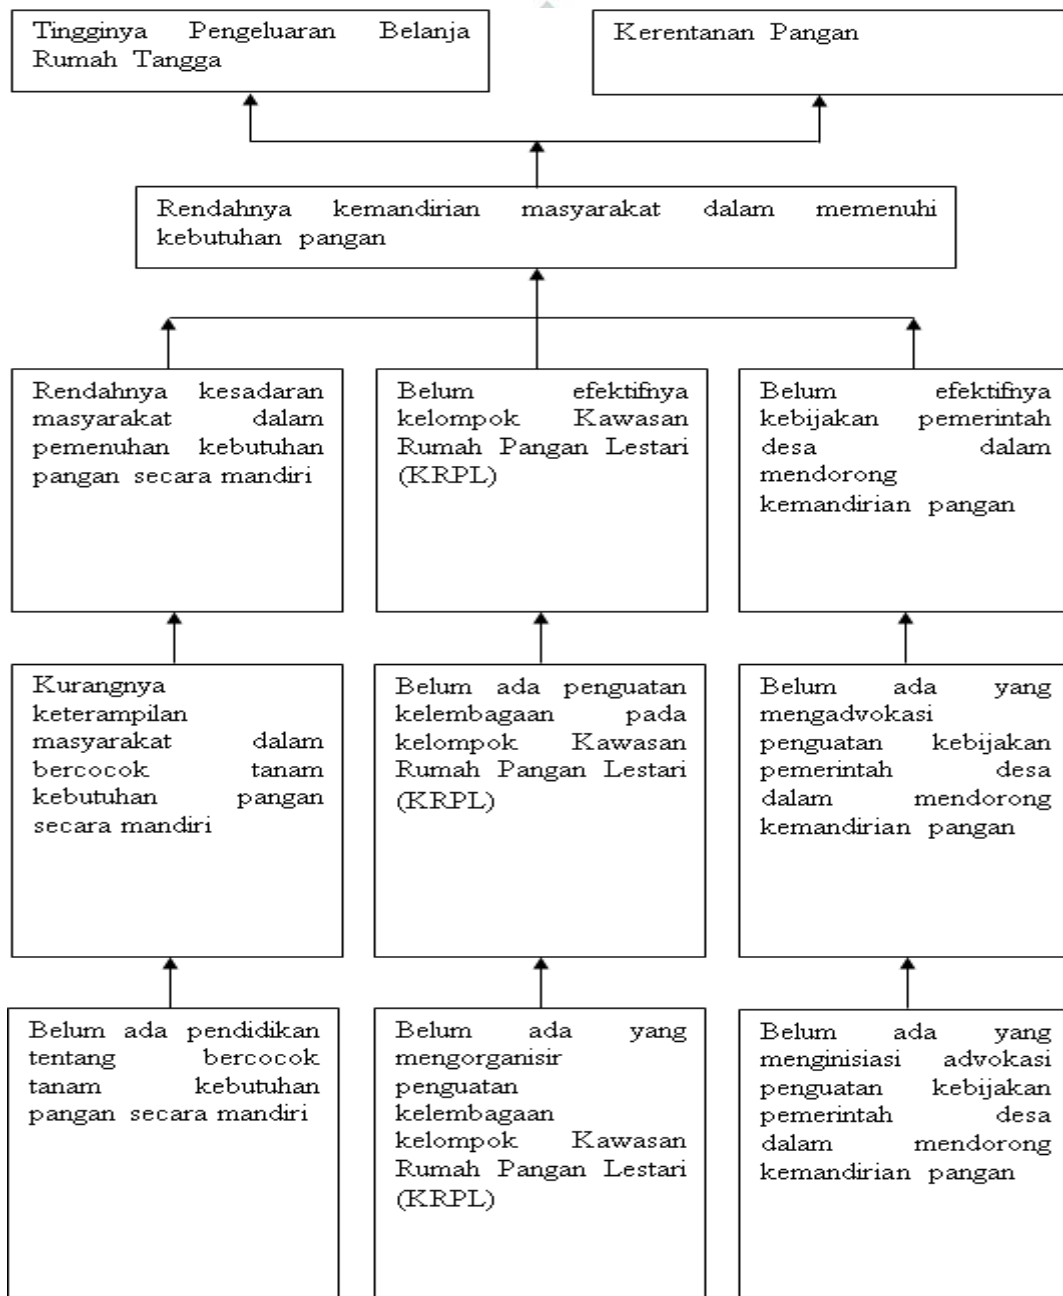 Tingginya Pengeluaran Belanja
Rumah Tangga
Kerentanan Pangan
Rendahnya kemandirian masyarakat dalam memenuhi
kebutuhan pangan
Rendahnya kesadaran
masyarakat dalam
pemenuhan kebutuhan
pangan secara mandiri
Belum efektifnya
kelompok Kawasan
Rumah Pangan Lestari
(KRPL)
Belum efektifnya
kebijakan pemerintah
desa dalam
mendorong
kemandirian pangan
Kurangnya
keterampilan
masyarakat dalam
bercocok tanam
kebutuhan pangan
secara mandiri
Belum ada penguatan
kelembagaan pada
kelompok Kawasan
Rumah Pangan Lestari
(KRPL)
Belum ada yang
mengadvokasi
penguatan kebijakan
pemerintah desa
dalam mendorong
kemandirian pangan
Belum ada pendidikan
tentang bercocok
tanam kebutuhan
pangan secara mandiri
Belum ada yang
mengorganisir
penguatan
kelembagaan
kelompok Kawasan
Rumah Pangan Lestari
(KRPL)
Belum ada yang
menginisiasi advokasi
penguatan kebijakan
pemerintah desa
dalam mendorong
kemandirian pangan